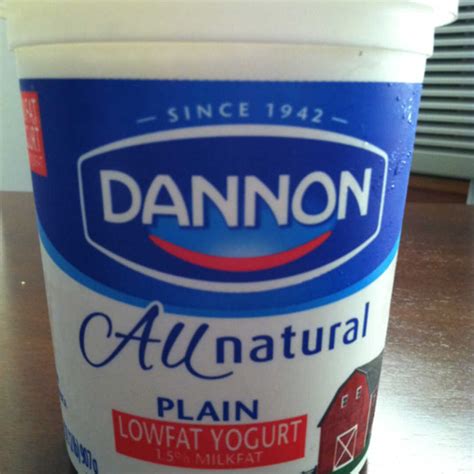 — SINCE 1942 —
DANNON
All natural
PLAIN
LOWFAT YOGURT
1.5% MILKFAT